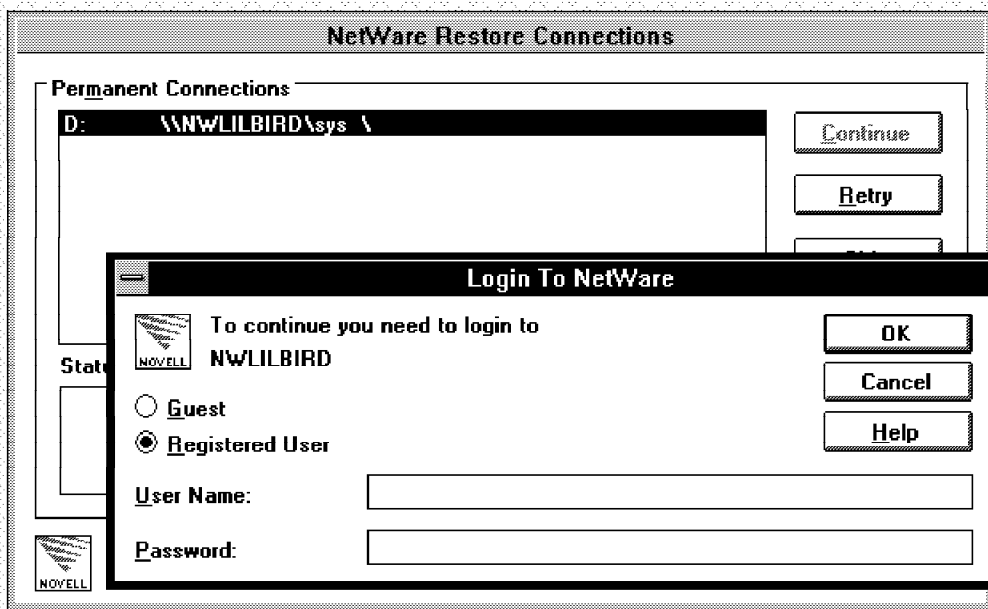 NetWare Restore Connections
Permanent Connections
D: \\NWLILBIRD\sys \
Continue
Retry
Login To NetWare
To continue you need to login to
NWLILBIRD
NOVELL
OK
Cancel
Help
Guest
Registered User
User Name:
Password:
NOVELL